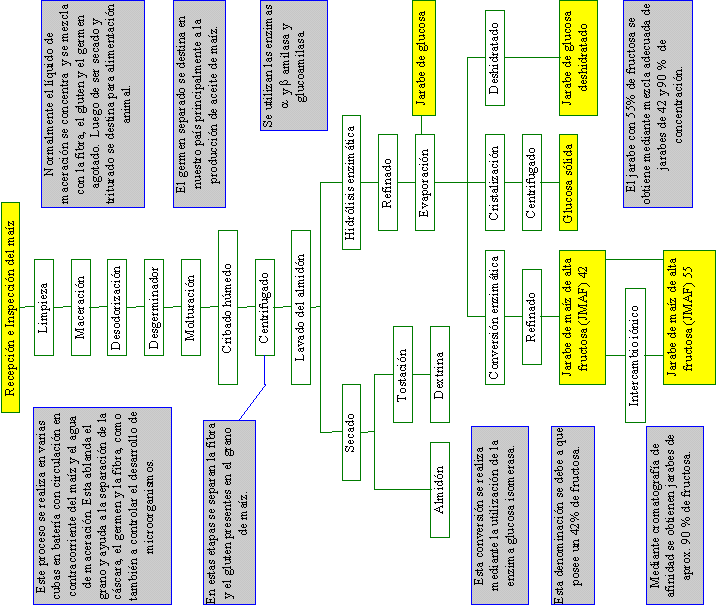 Recepción e Inspección del maíz
Limpieza
Maceración
Desodorización
Desgerminador
Molturación
Cribado húmedo
Centrifugado
Lavado del almidón
Este proceso se realiza en varias
cubas en batería con circulación en
contracorriente del maíz y el agua
de maceración. Esta ablanda el
grano y ayuda a la separación de la
cáscara, el germen y la fibra, como
también a controlar el desarrollo de
microorganismos.
Normalmente el líquido de
maceración se concentra y se mezcla
con la fibra, el gluten y el germen
agotado. Luego de ser secado y
triturado se destina para alimentación
animal.
El germen separado se destina en
nuestro país principalmente a la
producción de aceite de maíz.
En estas etapas se separan la fibra
y el gluten presentes en el grano
de maíz.
Se utilizan las enzimas
α y β amilasa y
glucoamilasa.
Secado
Hidrólisis enzimática
Tostación
Refinado
Almidón
Dextrina
Evaporación
Jarabe de glucosa
Conversión enzimática
Cristalización
Deshidratado
Refinado
Centrifugado
Jarabe de maíz de alta
fructosa (JMAF) 42
Glucosa sólida
Jarabe de glucosa
deshidratado
Intercambio iónico
Jarabe de maíz de alta
fructosa (JMAF) 55
Esta conversión se realiza
mediante la utilización de la
enzima glucosa isomerasa.
Esta denominación se debe a que
posee un 42% de fructosa.
Mediante cromatografía de
afinidad se obtienen jarabes de
aprox. 90 % de fructosa.
El jarabe con 55% de fructosa se
obtiene mediante mezcla adecuada de
jarabes de 42 y 90 % de
concentración.